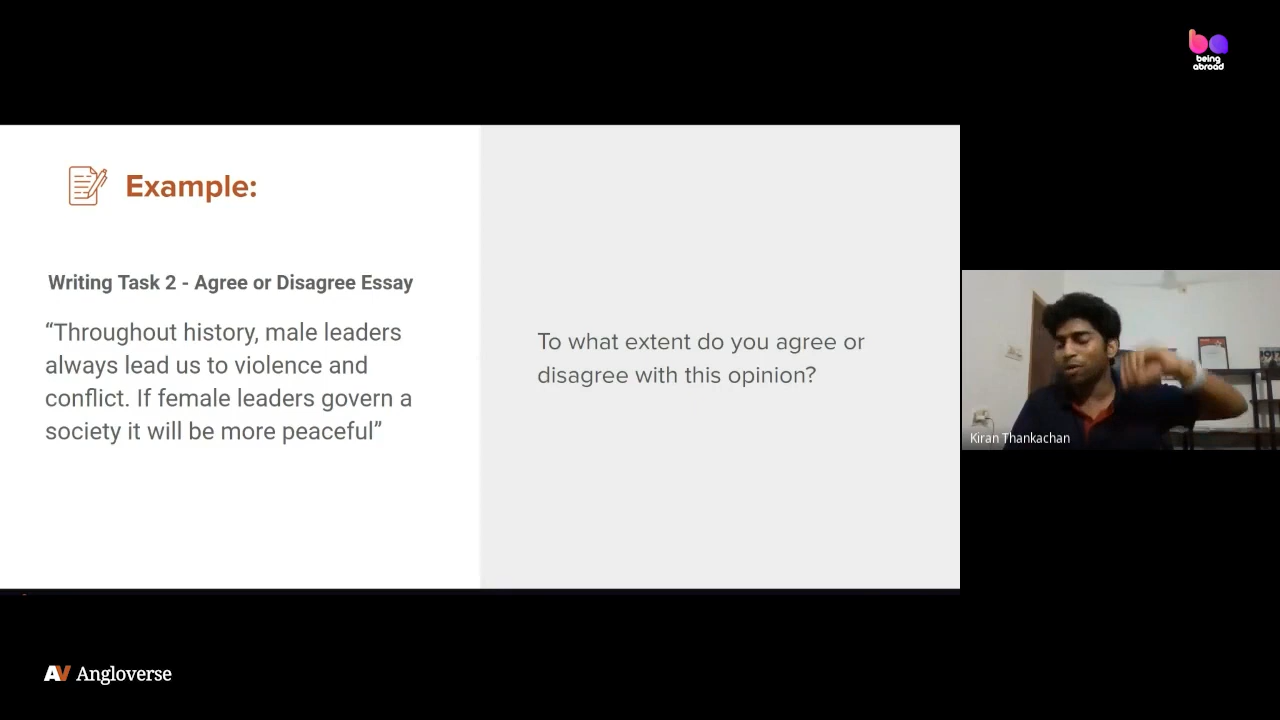 being
abroad
Example:
Writing Task 2 - Agree or Disagree Essay
“Throughout history, male leaders
always lead us to violence and
conflict. If female leaders govern a
society it will be more peaceful”
To what extent do you agree or
disagree with this opinion?
Kiran Thankachan
AV Angloverse